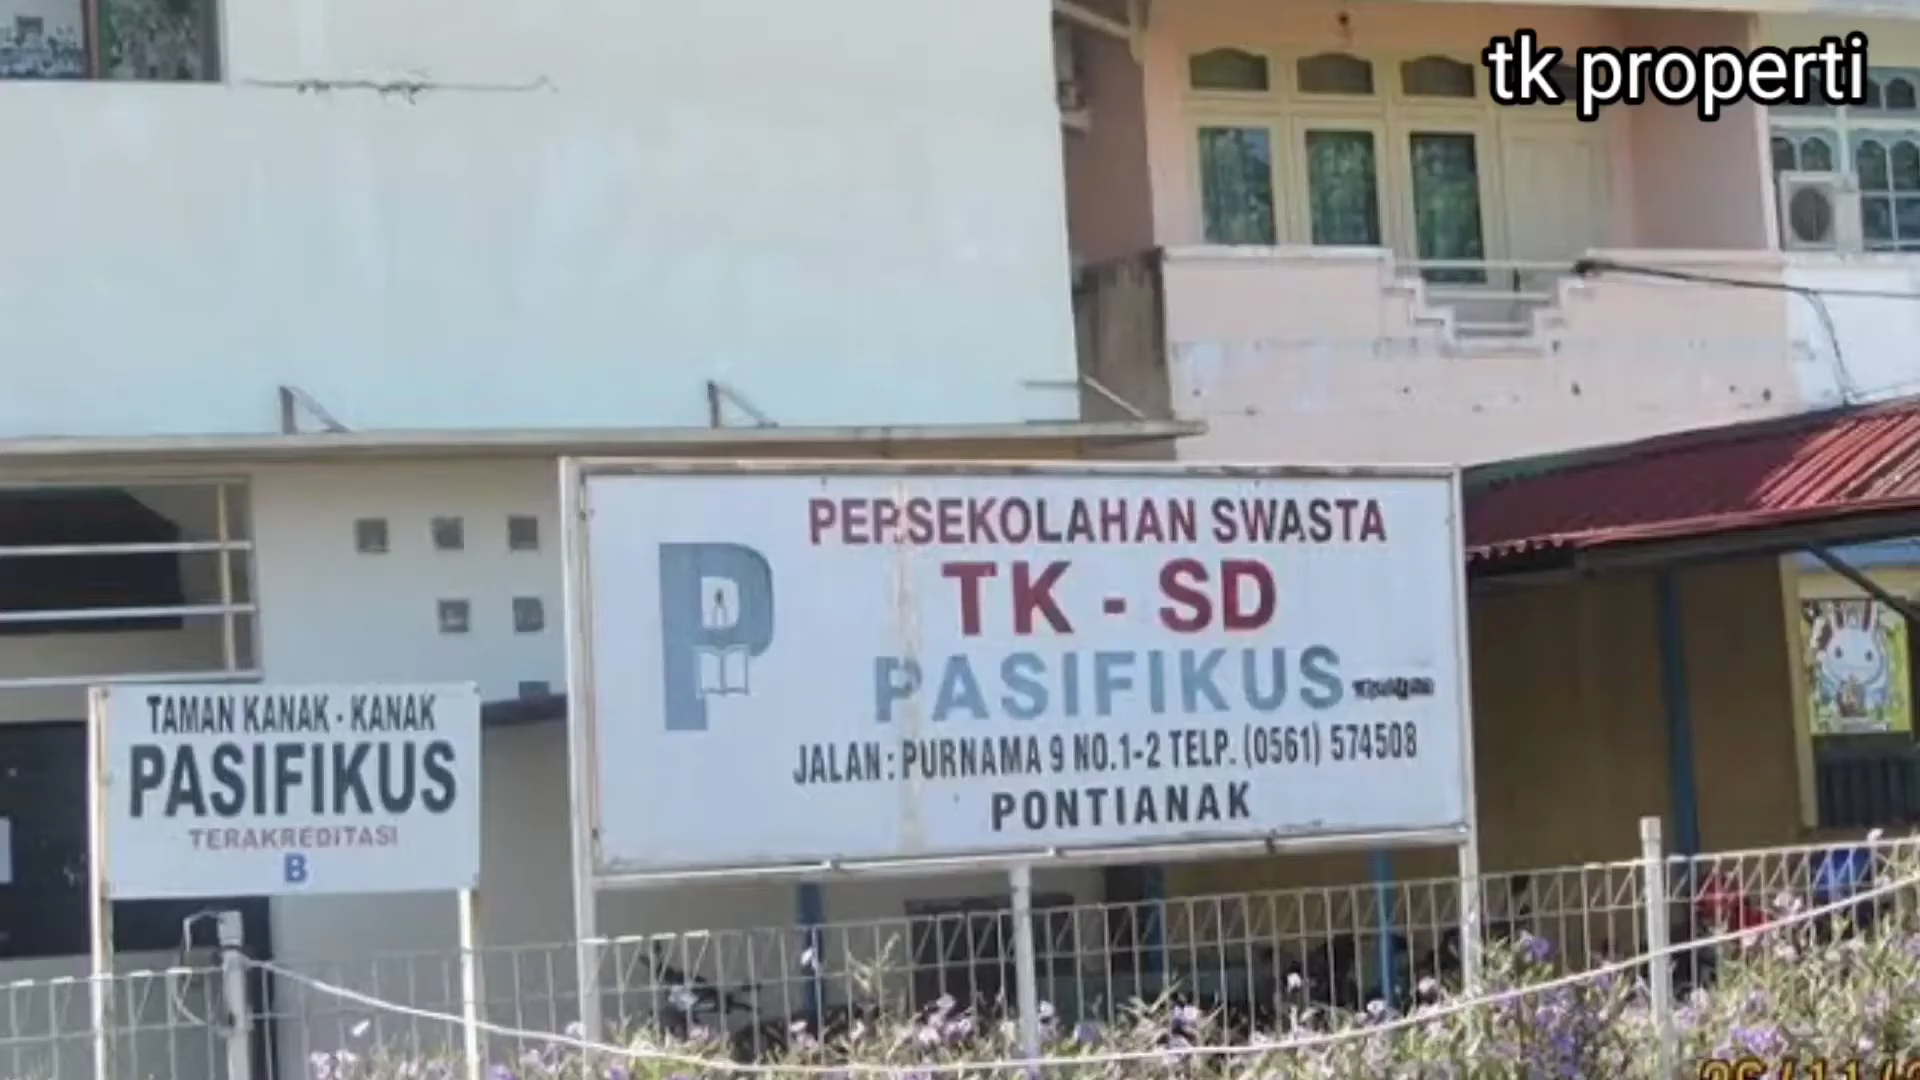 tk properti
PERSEKOLAHAN SWASTA
TK - SD
PASIFIKUS
JALAN : PURNAMA 9 NO.1-2 TELP. (0561) 574508
PONTIANAK
TAMAN KANAK - KANAK
PASIFIKUS
TERAKREDITASI
B